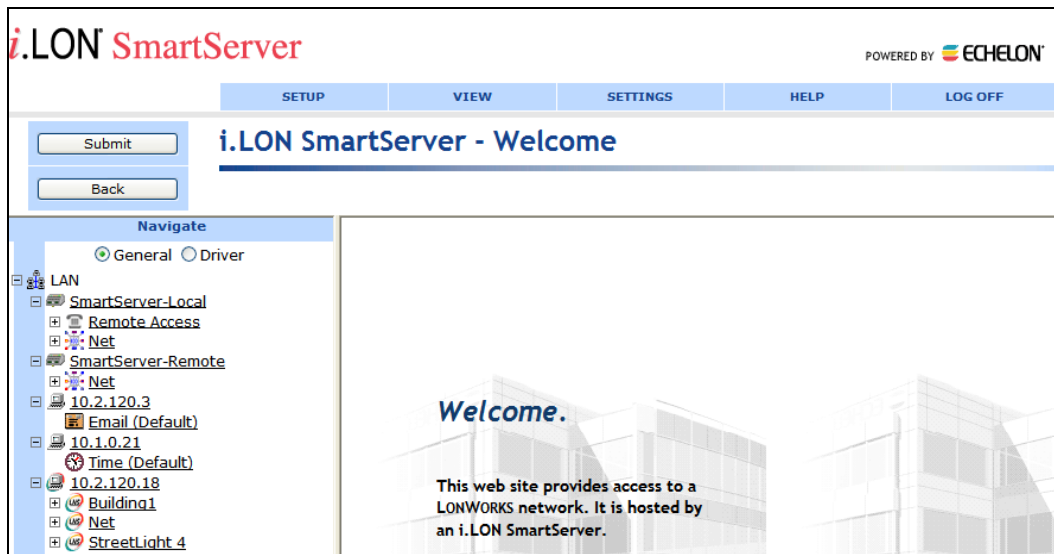 i.LON® SmartServer
POWERED BY ECHELON®
SETUP VIEW SETTINGS HELP LOG OFF
Submit
i.LON SmartServer - Welcome
Back
Navigate
General Driver
LAN
SmartServer-Local
Remote Access
Net
SmartServer-Remote
Net
10.2.120.3
Email (Default)
10.1.0.21
Time (Default)
10.2.120.18
Building1
Net
StreetLight 4
Welcome.
This web site provides access to a
LONWORKS network. It is hosted by
an i.LON SmartServer.